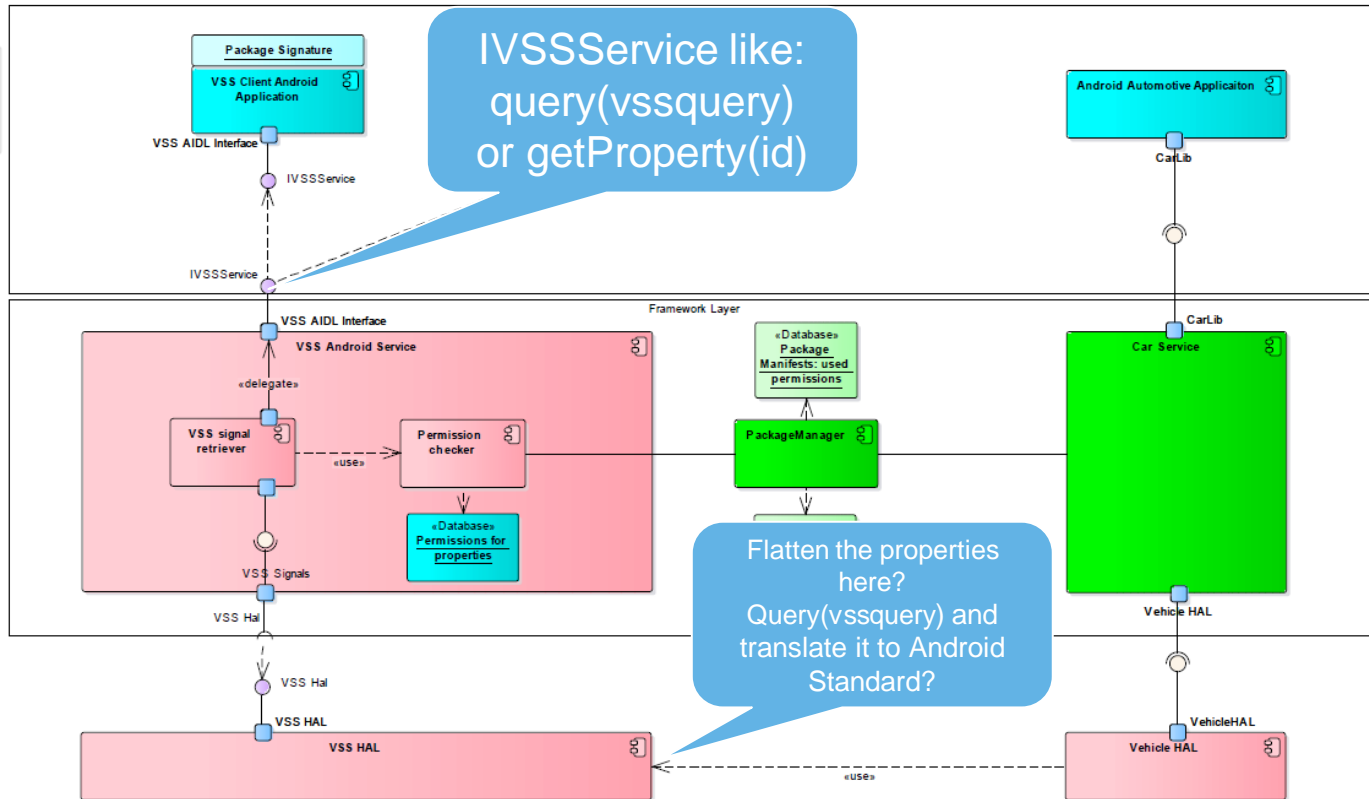 Package Signature
VSS Client Android
Application
VSS AIDL Interface
IVSSService
IVSSService
IVSSService like:
query(vssquery)
or getProperty(id)
Android Automotive Applicaiton
CarLib
Framework Layer
VSS AIDL Interface
VSS Android Service
«delegate»
VSS signal
retriever
«use»
Permission
checker
«Database»
Permissions for
properties
VSS Signals
VSS Hal
«Database»
Package
Manifests: used
permissions
PackageManager
CarLib
Car Service
Vehicle HAL
Flatten the properties
here?
Query(vssquery) and
translate it to Android
Standard?
VSS Hal
VSS HAL
VSS HAL
«use»
VehicleHAL
Vehicle HAL